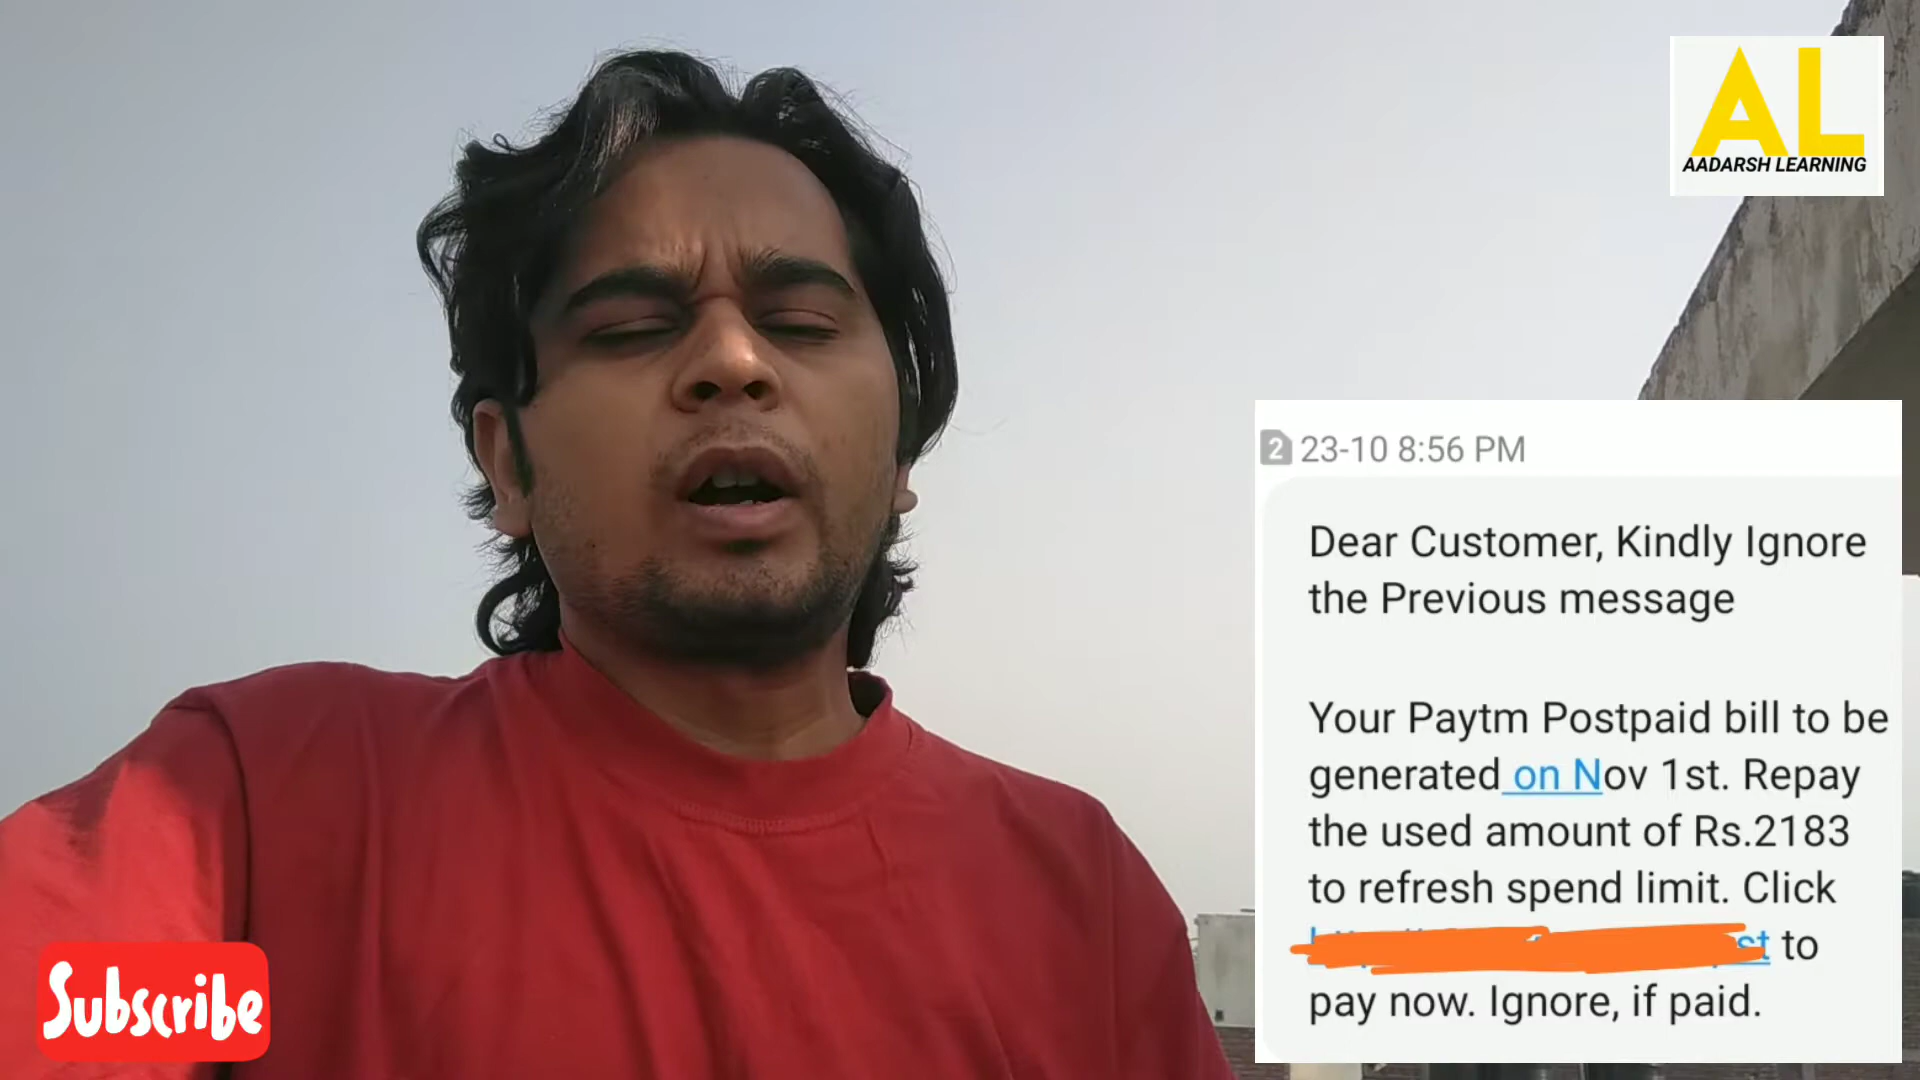 AL
AADARSH LEARNING
2 23-10 8:56 PM
Dear Customer, Kindly Ignore
the Previous message
Your Paytm Postpaid bill to be
generated on Nov 1st. Repay
the used amount of Rs.2183
to refresh spend limit. Click
to
pay now. Ignore, if paid.
Subscribe